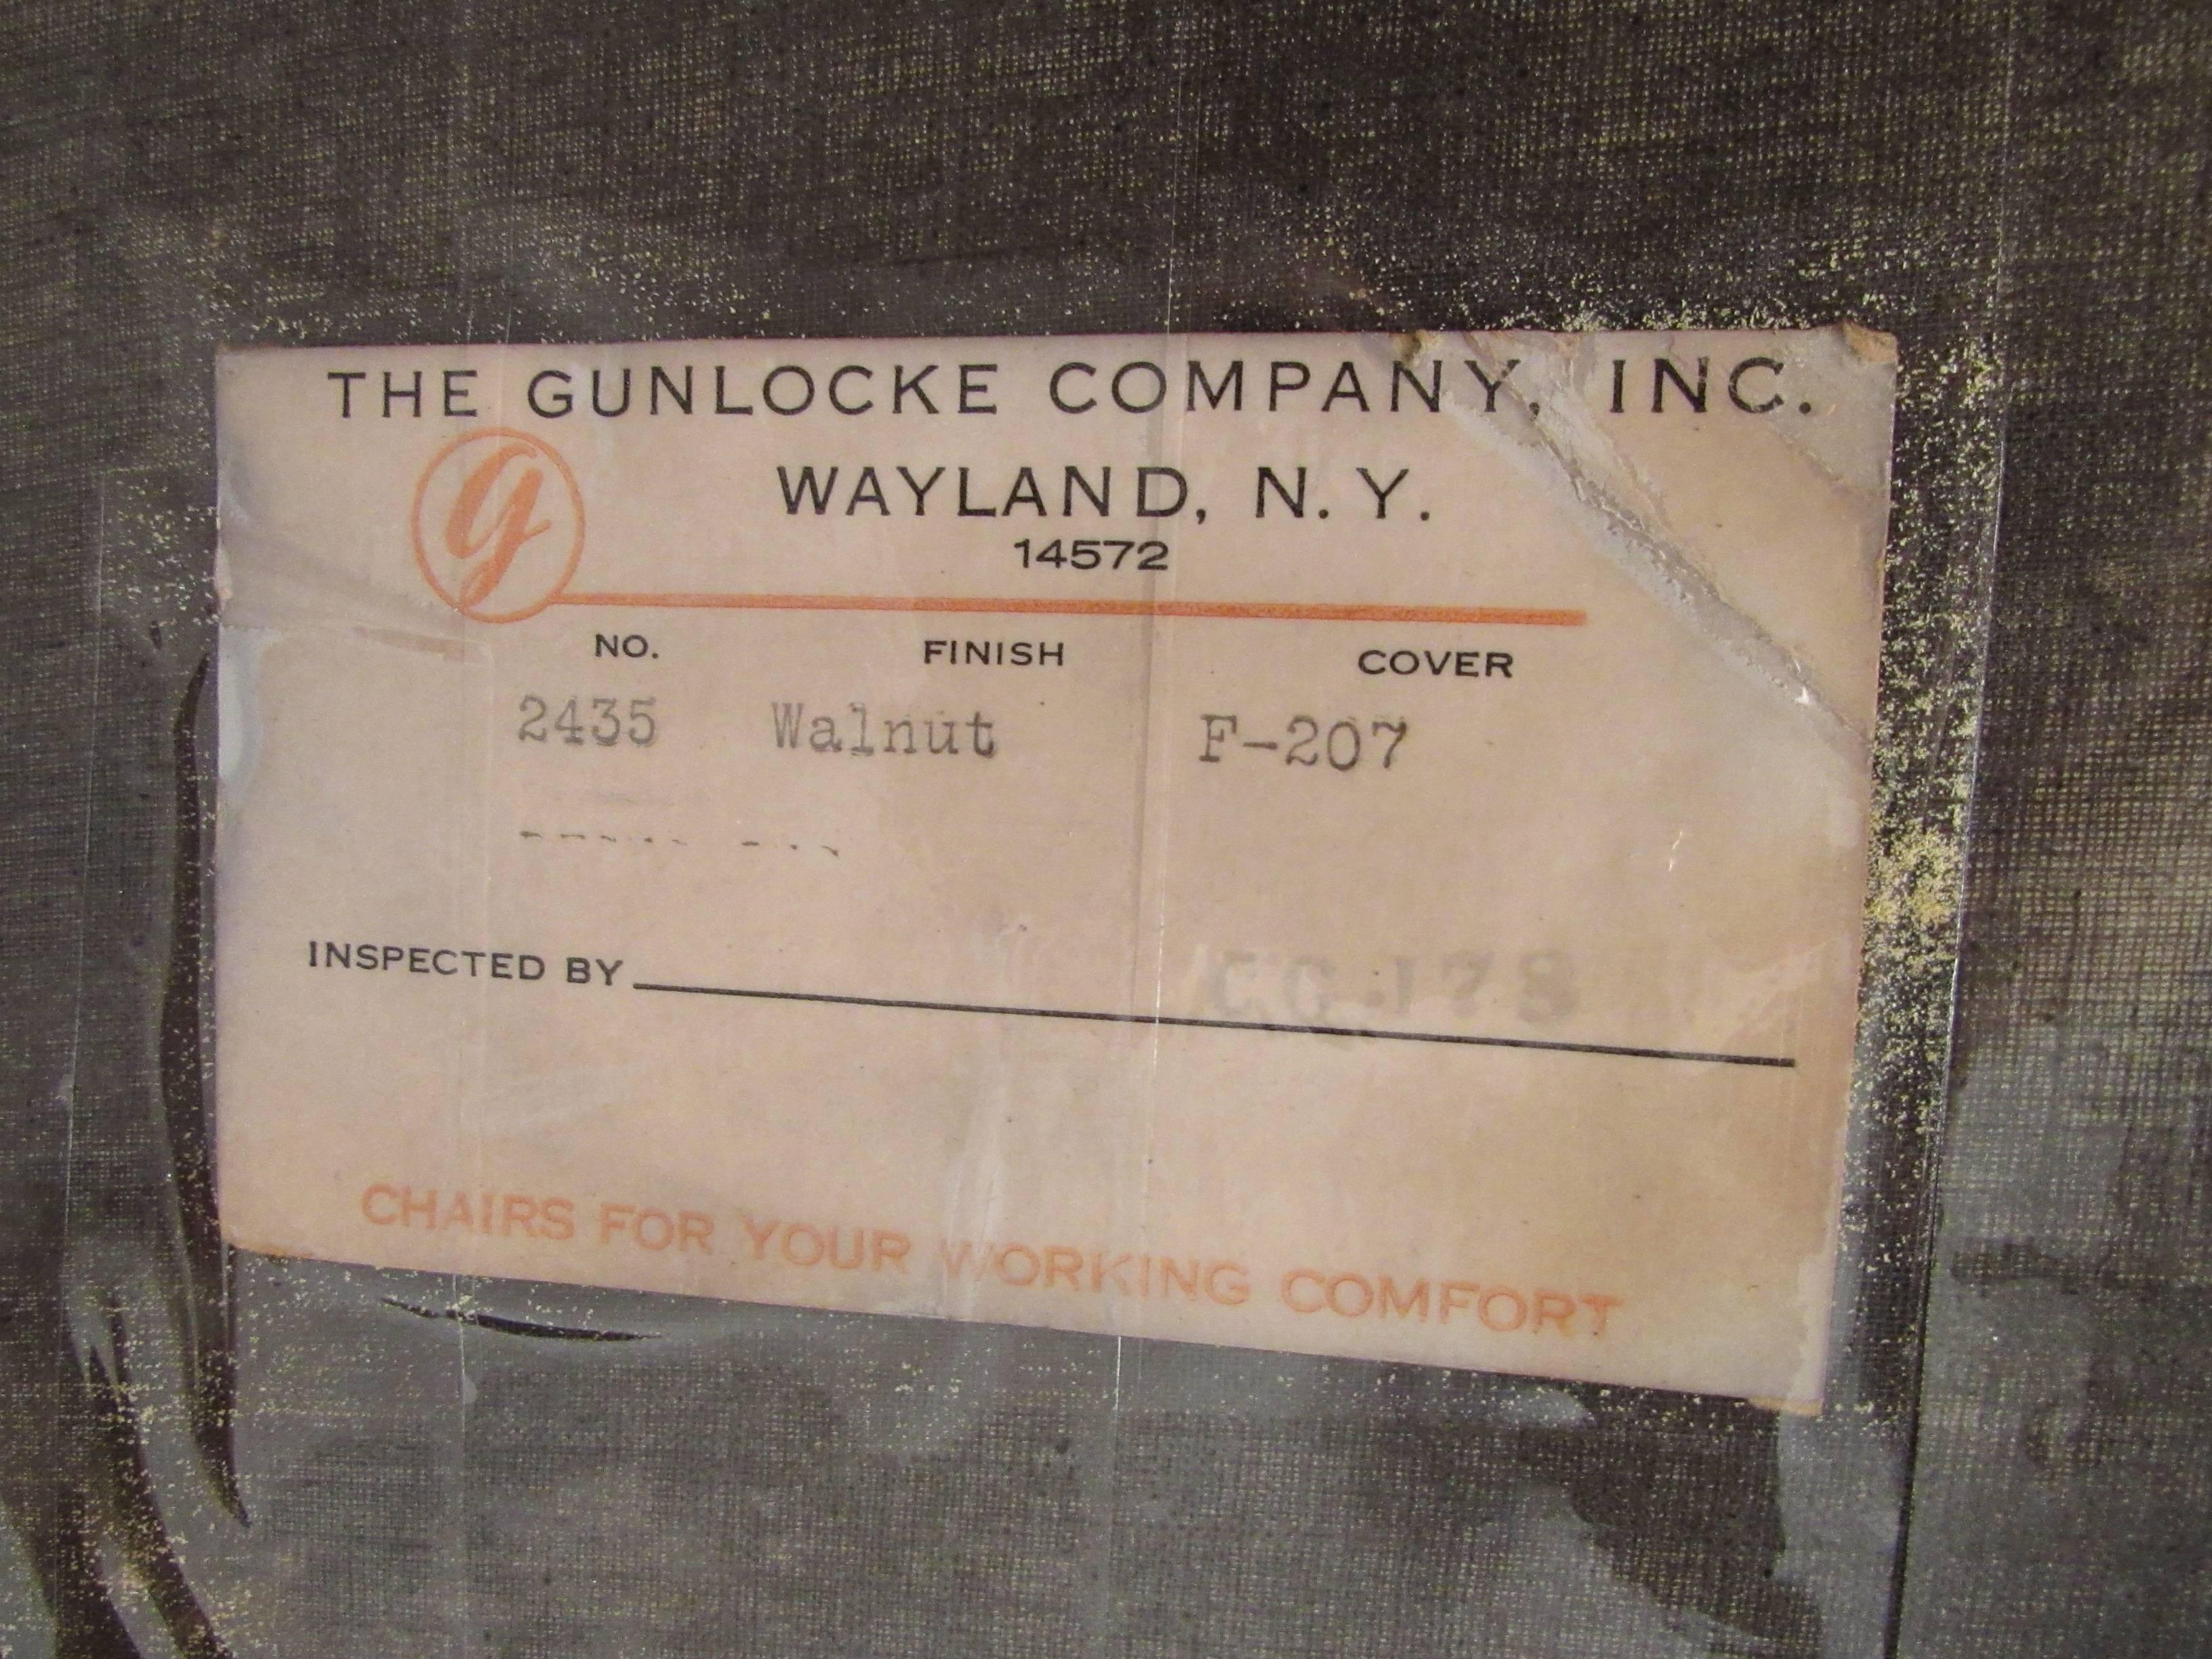 THE GUNLOCKE COMPANY, INC.
g
WAYLAND, N. Y.
14572
NO. FINISH COVER
2435 Walnut F-207
INSPECTED BY
CHAIRS FOR YOUR WORKING COMFORT